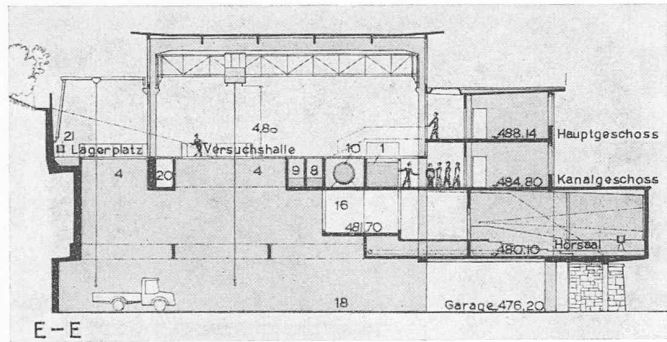 4,80
488.14 Hauptgeschoss
21
Lagerplatz Versuchshalle 10 1
4 20 4 9 8 484.80 Kanalgeschoss
16
481.70
Hörsaal
480.10
18 Garage 476,20
E-E